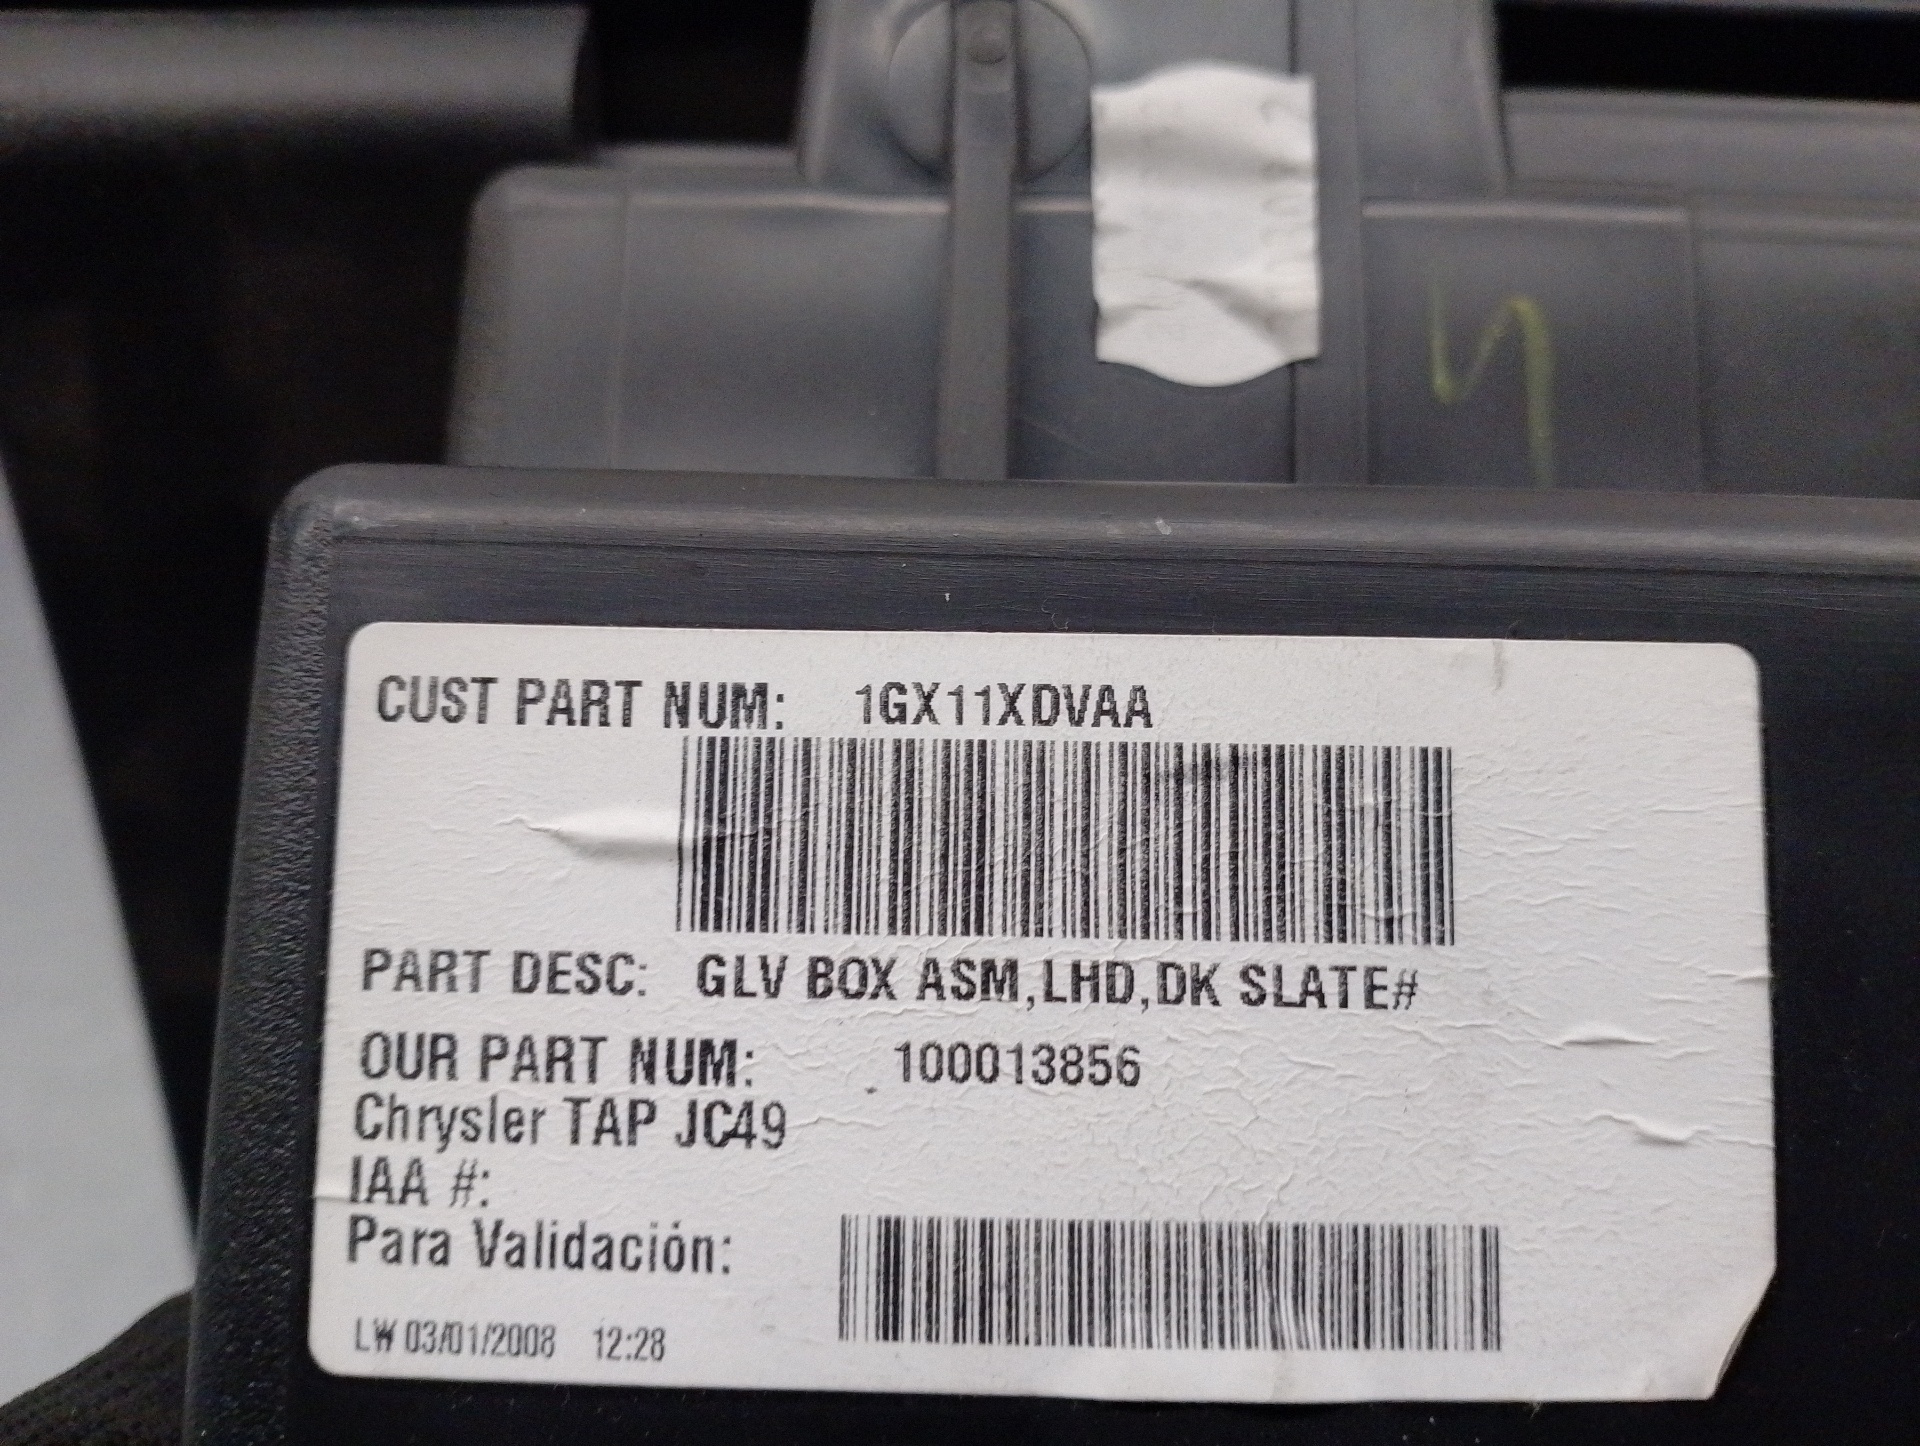 CUST PART NUM: 1GX11XDVAA
PART DESC: GLV BOX ASM,LHD,DK SLATE#
OUR PART NUM: 100013856
Chrysler TAP JC49
IAA #:
Para Validación:
LW 03/01/2008 12:28